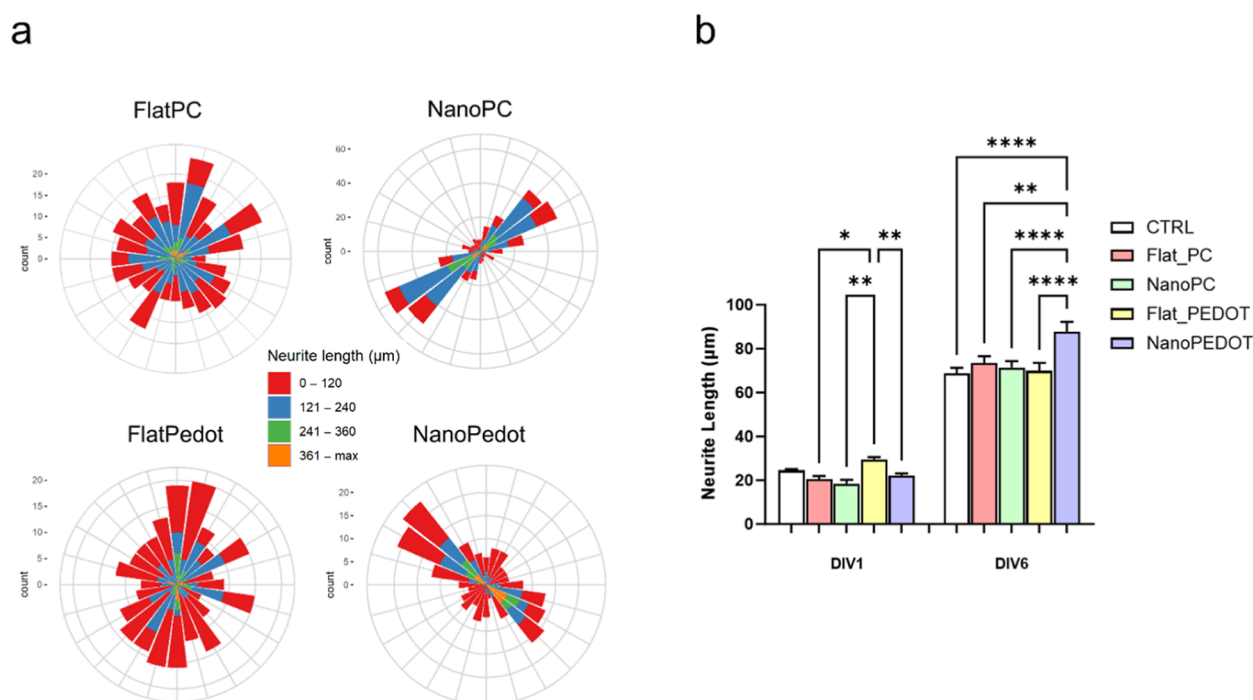 a
FlatPC
20
15
10
5
0
count
NanoPC
60
40
20
0
count
Neurite length (µm)
0 – 120
121 – 240
241 – 360
361 – max
FlatPedot
20
15
10
5
0
count
NanoPedot
20
15
10
5
0
count
b
****
**
****
****
*
**
**
CTRL
Flat_PC
NanoPC
Flat_PEDOT
NanoPEDOT
Neurite Length (µm)
100
80
60
40
20
0
DIV1
DIV6